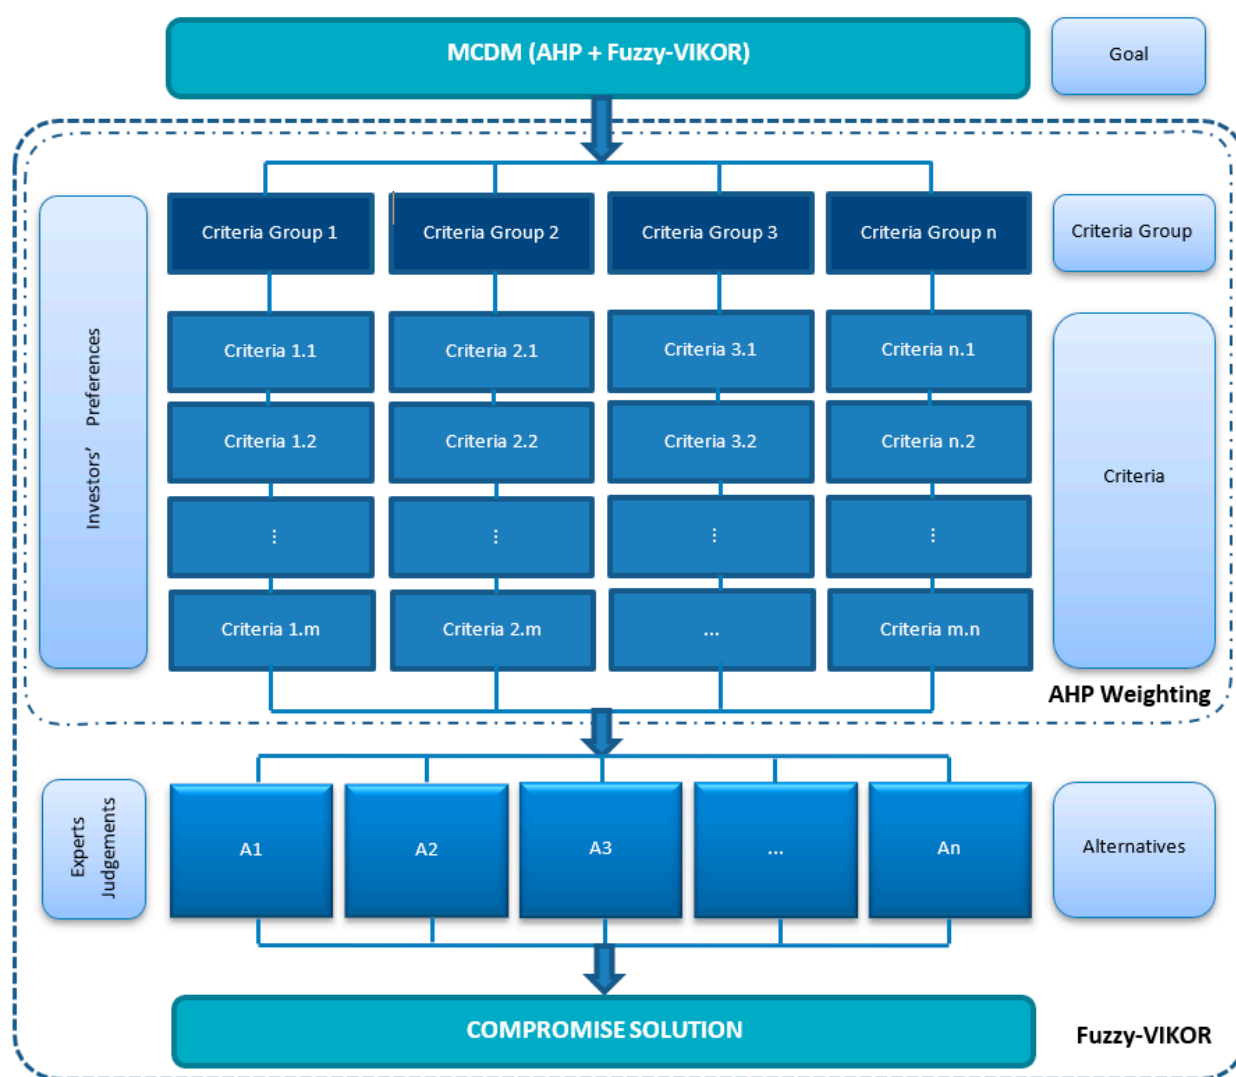 MCDM (AHP + Fuzzy-VIKOR)
Goal
Criteria Group 1
Criteria Group 2
Criteria Group 3
Criteria Group n
Criteria Group
Investors' Preferences
Criteria 1.1
Criteria 2.1
Criteria 3.1
Criteria n.1
Criteria 1.2
Criteria 2.2
Criteria 3.2
Criteria n.2
Criteria
⋮
⋮
⋮
⋮
Criteria 1.m
Criteria 2.m
...
Criteria m.n
AHP Weighting
Experts
Judgements
A1
A2
A3
...
An
Alternatives
COMPROMISE SOLUTION
Fuzzy-VIKOR